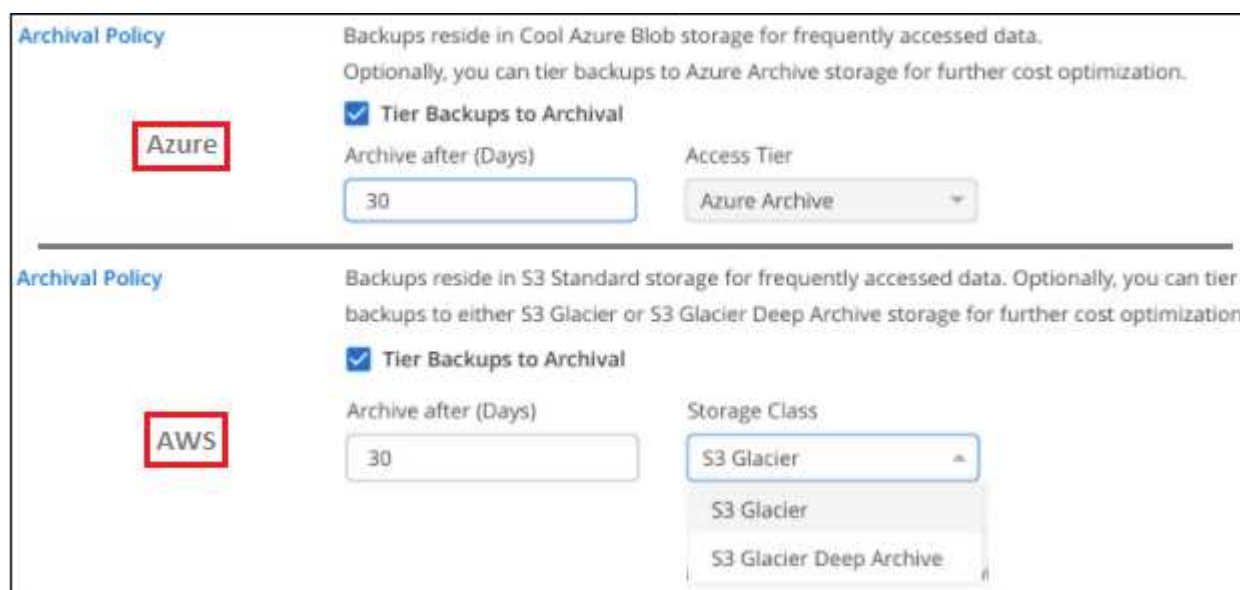 Archival Policy
Backups reside in Cool Azure Blob storage for frequently accessed data.
Optionally, you can tier backups to Azure Archive storage for further cost optimization.
Tier Backups to Archival
Azure
Archive after (Days)
Access Tier
30
Azure Archive
Archival Policy
Backups reside in S3 Standard storage for frequently accessed data. Optionally, you can tier
backups to either S3 Glacier or S3 Glacier Deep Archive storage for further cost optimization
Tier Backups to Archival
AWS
Archive after (Days)
Storage Class
30
S3 Glacier
S3 Glacier
S3 Glacier Deep Archive